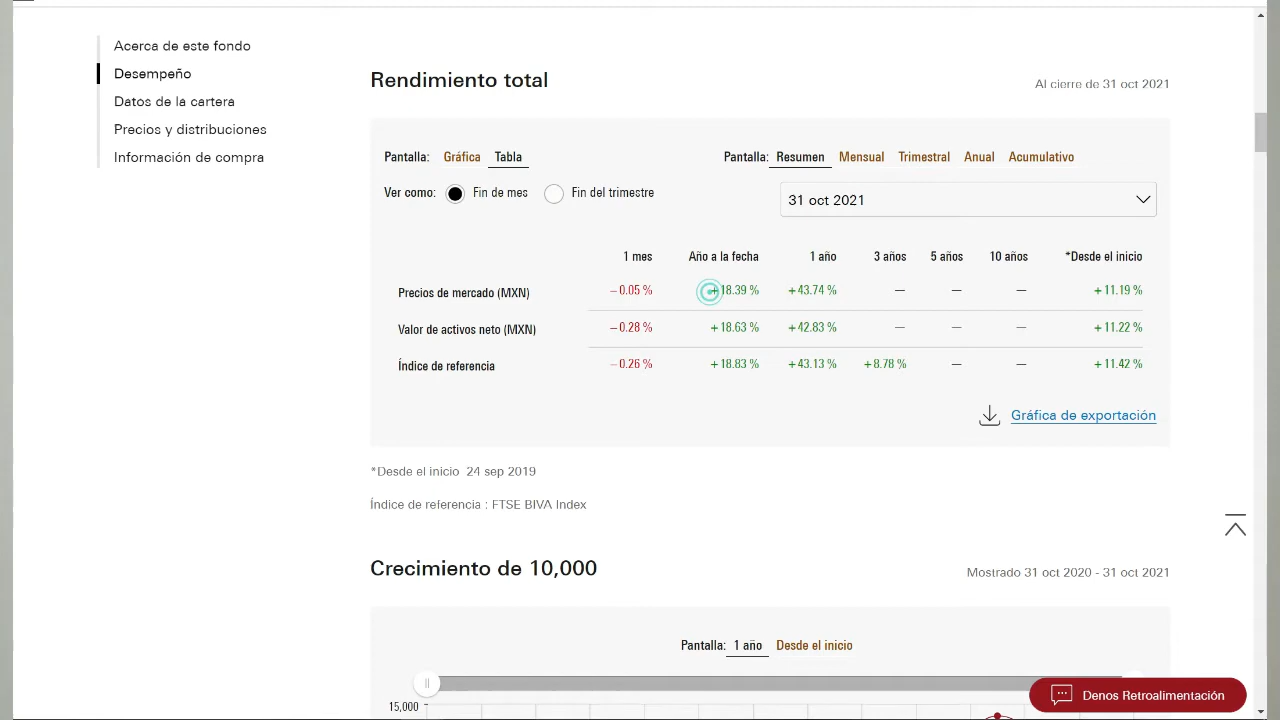 Acerca de este fondo
Desempeño
Datos de la cartera
Precios y distribuciones
Información de compra
Rendimiento total
Al cierre de 31 oct 2021
Pantalla: Gráfica Tabla
Pantalla: Resumen Mensual Trimestral Anual Acumulativo
Ver como: Fin de mes Fin del trimestre
31 oct 2021
1 mes Año a la fecha 1 año 3 años 5 años 10 años *Desde el inicio
Precios de mercado (MXN) –0.05 % +18.39 % +43.74 % — — — +11.19 %
Valor de activos neto (MXN) –0.28 % +18.63 % +42.83 % — — — +11.22 %
Índice de referencia –0.26 % +18.83 % +43.13 % +8.78 % — — +11.42 %
Gráfica de exportación
*Desde el inicio 24 sep 2019
Índice de referencia : FTSE BIVA Index
Crecimiento de 10,000
Mostrado 31 oct 2020 - 31 oct 2021
Pantalla: 1 año Desde el inicio
Denos Retroalimentación
15,000